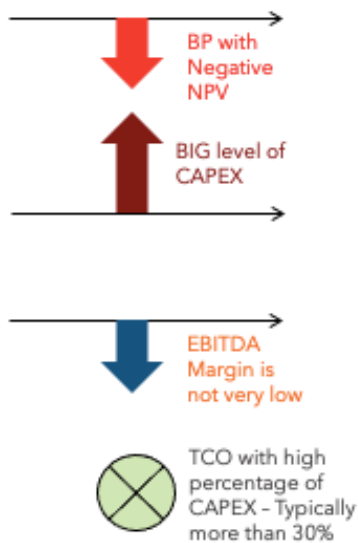 BP with
Negative
NPV
BIG level of
CAPEX
EBITDA
Margin is
not very low
TCO with high
percentage of
CAPEX - Typically
more than 30%